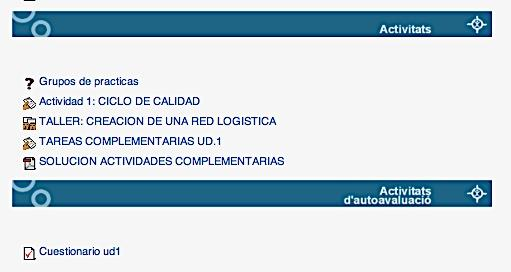 Activitats
Grupos de practicas
Actividad 1: CICLO DE CALIDAD
TALLER: CREACION DE UNA RED LOGISTICA
TAREAS COMPLEMENTARIAS UD.1
SOLUCION ACTIVIDADES COMPLEMENTARIAS
Activitats
d'autoavaluació
Cuestionario ud1